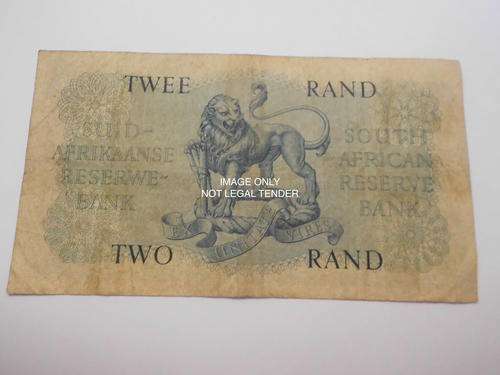 TWEE RAND
SUID-
AFRIKAANSE
RESERWE-
BANK
SOUTH
AFRICAN
RESERVE
BANK
IMAGE ONLY
NOT LEGAL TENDER
TWO RAND